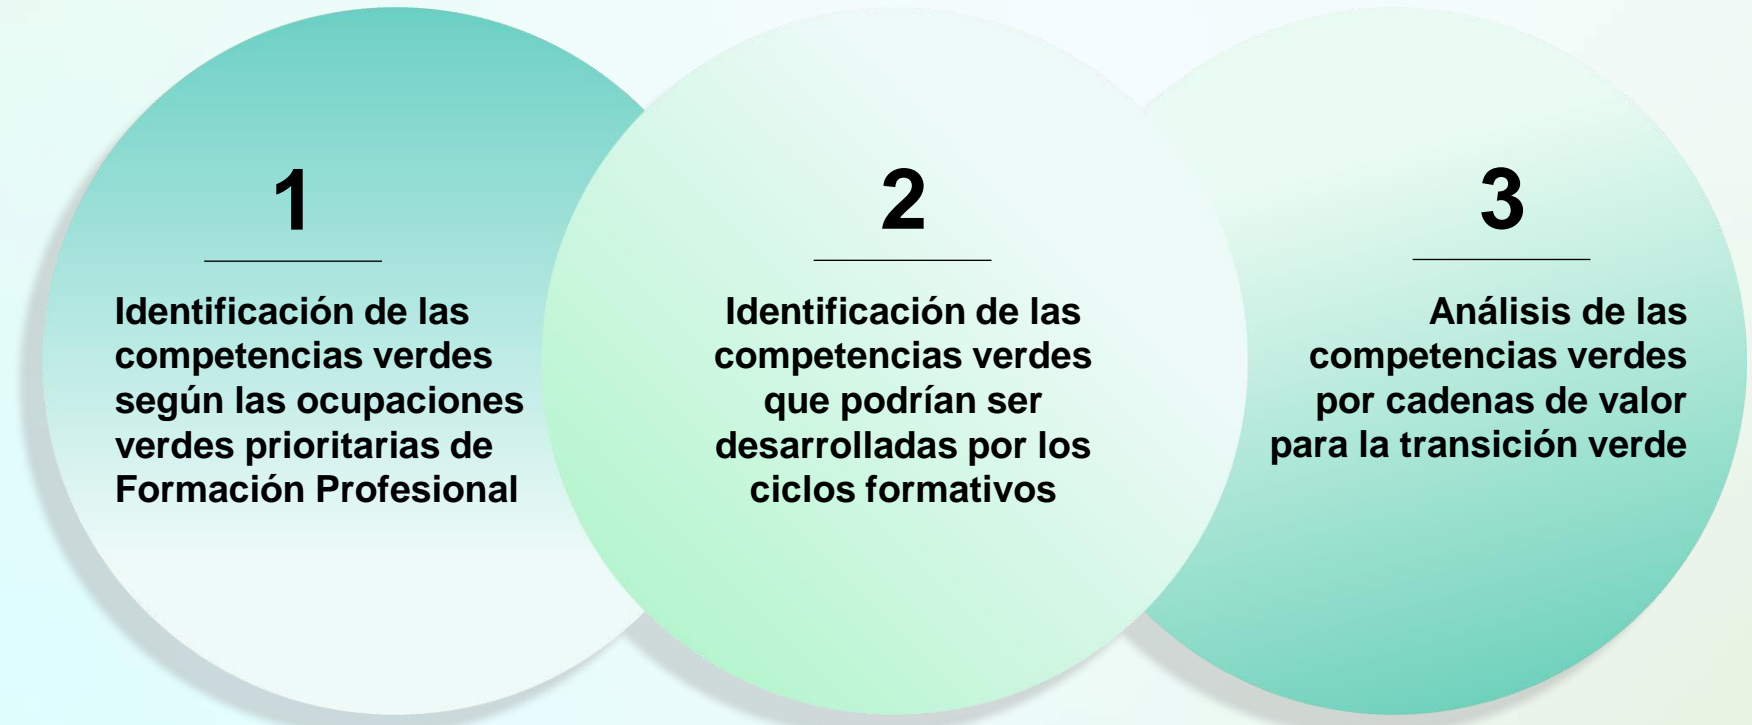 1
Identificación de las
competencias verdes
según las ocupaciones
verdes prioritarias de
Formación Profesional
2
Identificación de las
competencias verdes
que podrían ser
desarrolladas por los
ciclos formativos
3
Análisis de las
competencias verdes
por cadenas de valor
para la transición verde